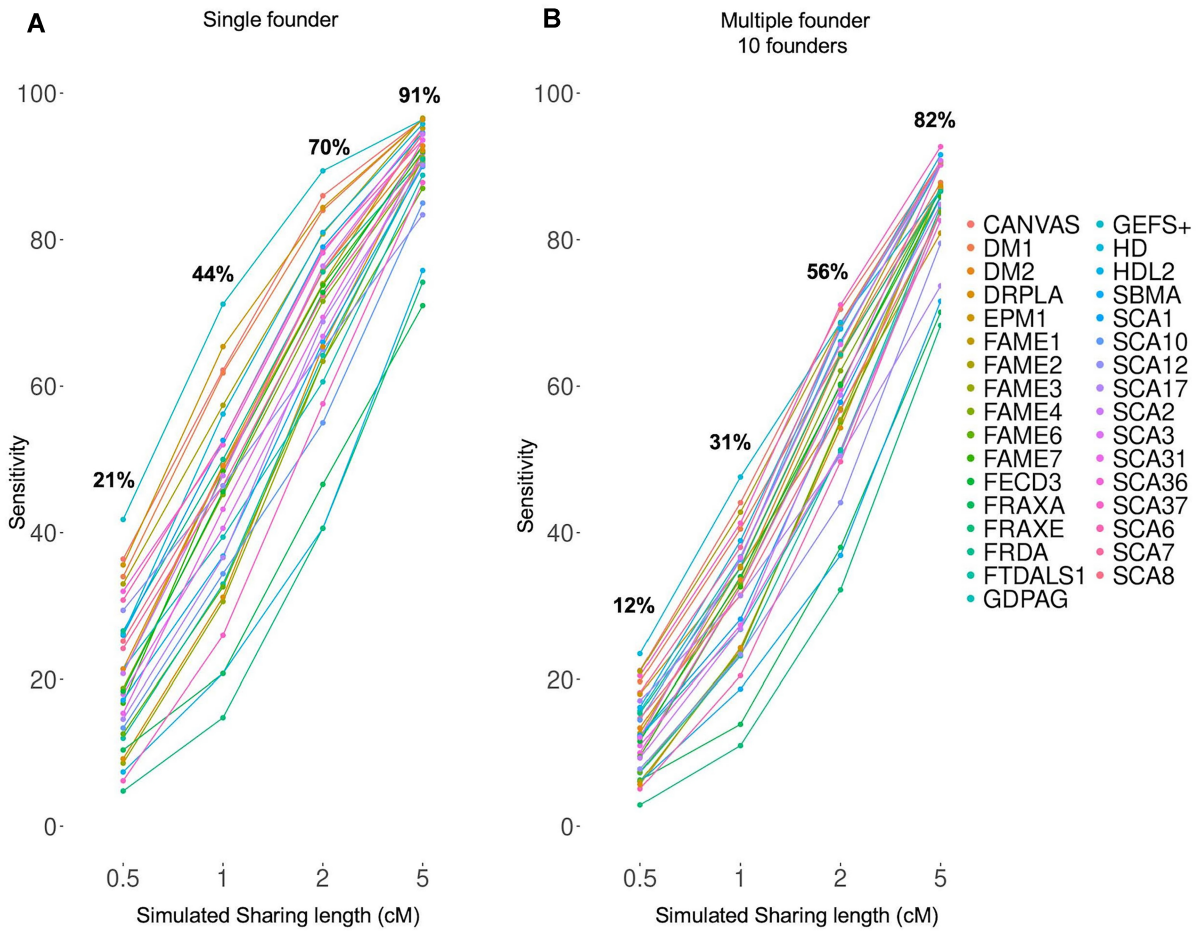 A
Single founder
B
Multiple founder
10 founders
100
80
60
40
20
0
Sensitivity
21%
44%
70%
91%
0.5
1
2
5
Simulated Sharing length (cM)
100
80
60
40
20
0
Sensitivity
12%
31%
56%
82%
0.5
1
2
5
Simulated Sharing length (cM)
CANVAS
DM1
DM2
DRPLA
EPM1
FAME1
FAME2
FAME3
FAME4
FAME6
FAME7
FECD3
FRAXA
FRAXE
FRDA
FTDALS1
GDPAG
GEFS+
HD
HDL2
SBMA
SCA1
SCA10
SCA12
SCA17
SCA2
SCA3
SCA31
SCA36
SCA37
SCA6
SCA7
SCA8